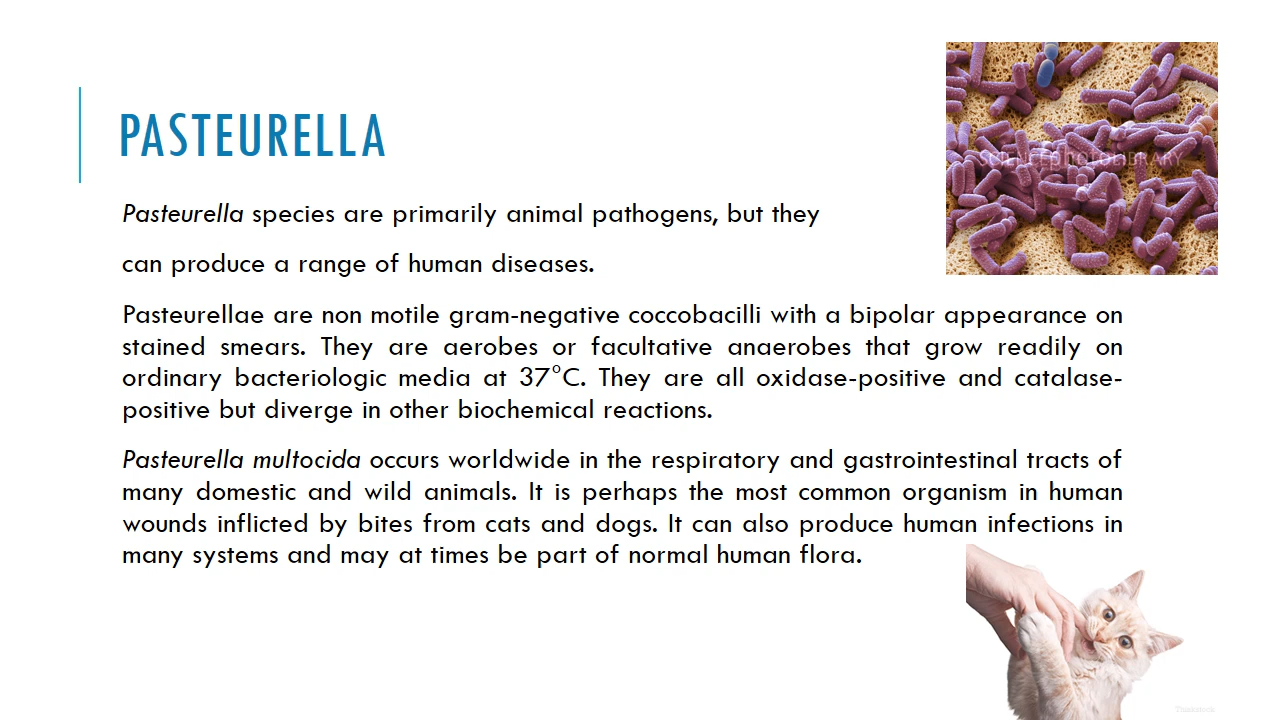 PASTEURELLA
SCIENCEPHOTOLIBRARY
Pasteurella species are primarily animal pathogens, but they
can produce a range of human diseases.
Pasteurellae are non motile gram-negative coccobacilli with a bipolar appearance on
stained smears. They are aerobes or facultative anaerobes that grow readily on
ordinary bacteriologic media at 37°C. They are all oxidase-positive and catalase-
positive but diverge in other biochemical reactions.
Pasteurella multocida occurs worldwide in the respiratory and gastrointestinal tracts of
many domestic and wild animals. It is perhaps the most common organism in human
wounds inflicted by bites from cats and dogs. It can also produce human infections in
many systems and may at times be part of normal human flora.